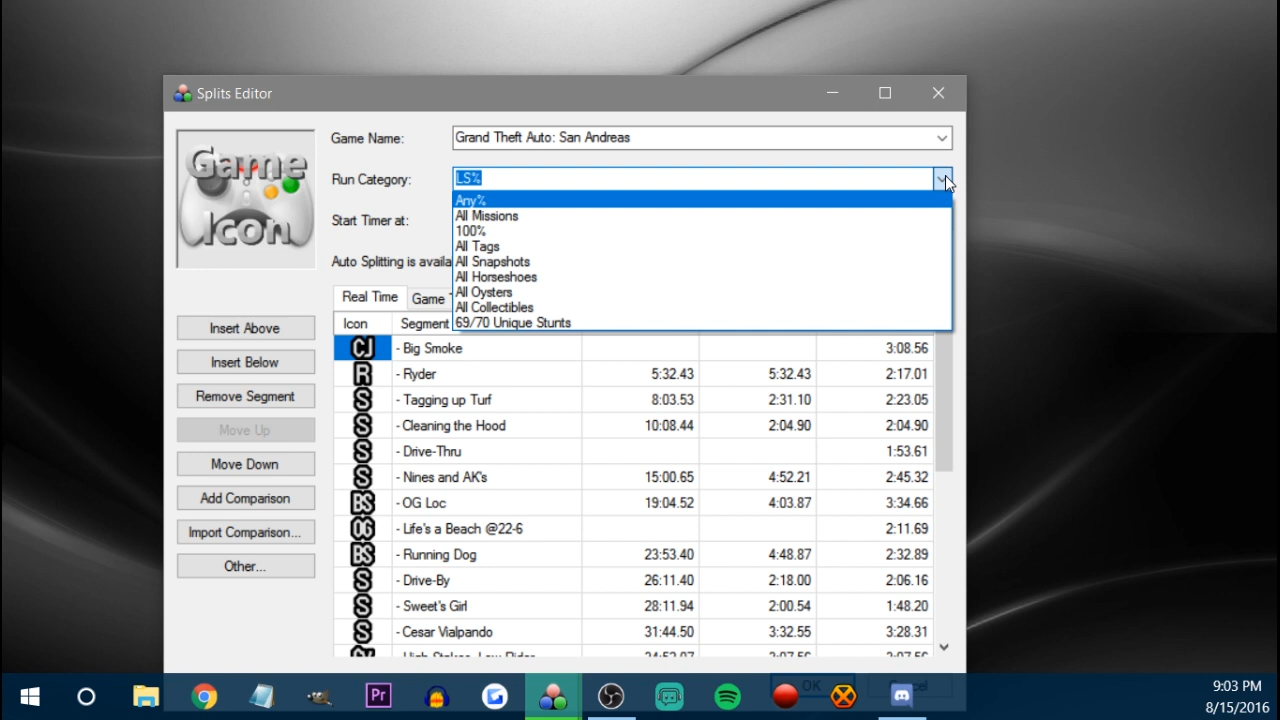 Splits Editor
Game Icon
Game Name: Grand Theft Auto: San Andreas
Run Category: LS%
Any%
All Missions
Start Timer at:
100%
All Tags
Auto Splitting is availa
All Snapshots
All Horseshoes
All Oysters
Real Time Game
All Collectibles
Icon Segment
69/70 Unique Stunts
Insert Above
Insert Below
Remove Segment
Move Up
Move Down
Add Comparison
Import Comparison...
Other...
CJ - Big Smoke 3:08.56
R - Ryder 5:32.43 5:32.43 2:17.01
S - Tagging up Turf 8:03.53 2:31.10 2:23.05
S - Cleaning the Hood 10:08.44 2:04.90 2:04.90
S - Drive-Thru 1:53.61
S - Nines and AK's 15:00.65 4:52.21 2:45.32
BS - OG Loc 19:04.52 4:03.87 3:34.66
OG - Life's a Beach @22-6 2:11.69
BS - Running Dog 23:53.40 4:48.87 2:32.89
S - Drive-By 26:11.40 2:18.00 2:06.16
S - Sweet's Girl 28:11.94 2:00.54 1:48.20
S - Cesar Vialpando 31:44.50 3:32.55 3:28.31
OK
Pr
9:03 PM
8/15/2016